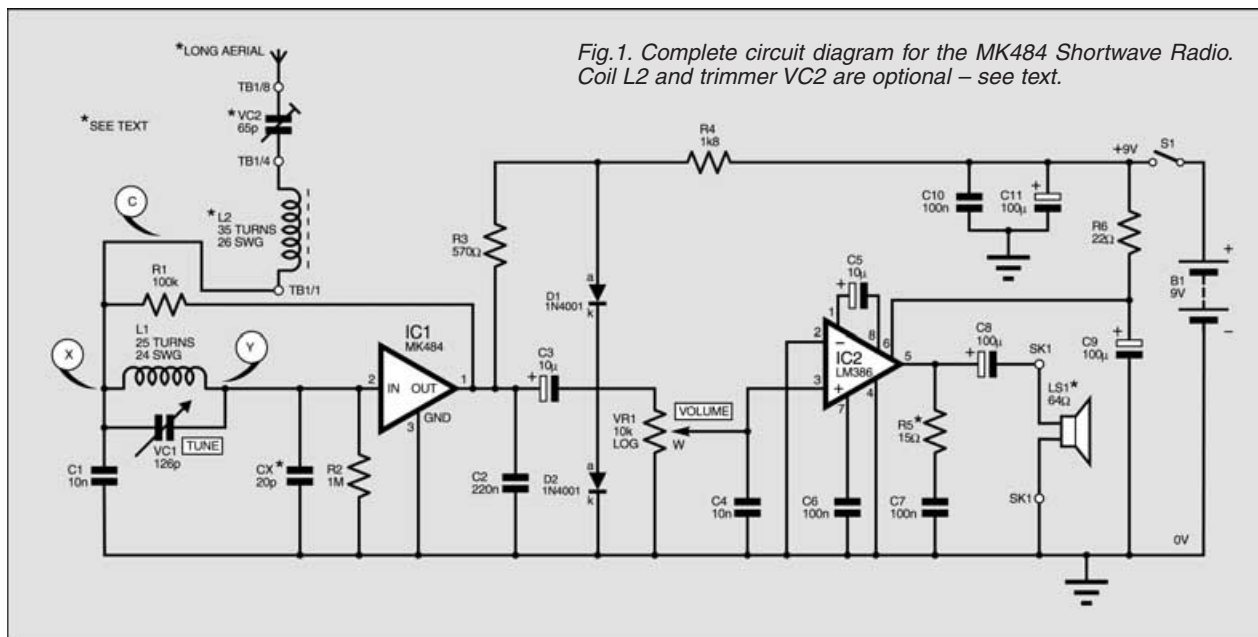 Fig.1. Complete circuit diagram for the MK484 Shortwave Radio.
Coil L2 and trimmer VC2 are optional – see text.
*LONG AERIAL
TB1/8
*VC2
65p
*SEE TEXT
TB1/4
C
*L2
35 TURNS
26 SWG
TB1/1
R1
100k
L1
25 TURNS
24 SWG
X
Y
VC1
126p
TUNE
C1
10n
CX*
20p
R2
1M
IC1
MK484
2
IN OUT
1
GND
3
R3
570Ω
R4
1k8
D1
1N4001
a
k
C3
10µ
+
C2
220n
VR1
10k
LOG
VOLUME
W
D2
1N4001
a
k
C4
10n
C5
10µ
+
1
8
2
−
6
IC2
LM386
5
3
+
7
4
C6
100n
R5*
15Ω
C7
100n
C8
100µ
+
SK1
LS1*
64Ω
SK1
C10
100n
C11
100µ
+
+9V
S1
R6
22Ω
C9
100µ
+
B1
9V
+
−
0V